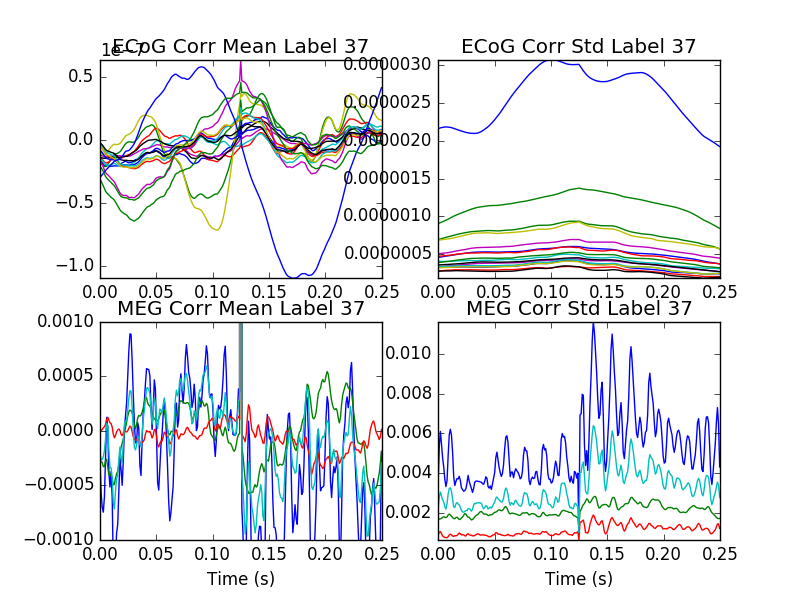 ECoG Corr Mean Label 37
1e−7
0.5
0.0
−0.5
−1.0
0.00 0.05 0.10 0.15 0.20 0.25
ECoG Corr Std Label 37
0.0000030
0.0000025
0.0000020
0.0000015
0.0000010
0.0000005
0.00 0.05 0.10 0.15 0.20 0.25
MEG Corr Mean Label 37
0.0010
0.0005
0.0000
−0.0005
−0.0010
0.00 0.05 0.10 0.15 0.20 0.25
Time (s)
MEG Corr Std Label 37
0.010
0.008
0.006
0.004
0.002
0.00 0.05 0.10 0.15 0.20 0.25
Time (s)